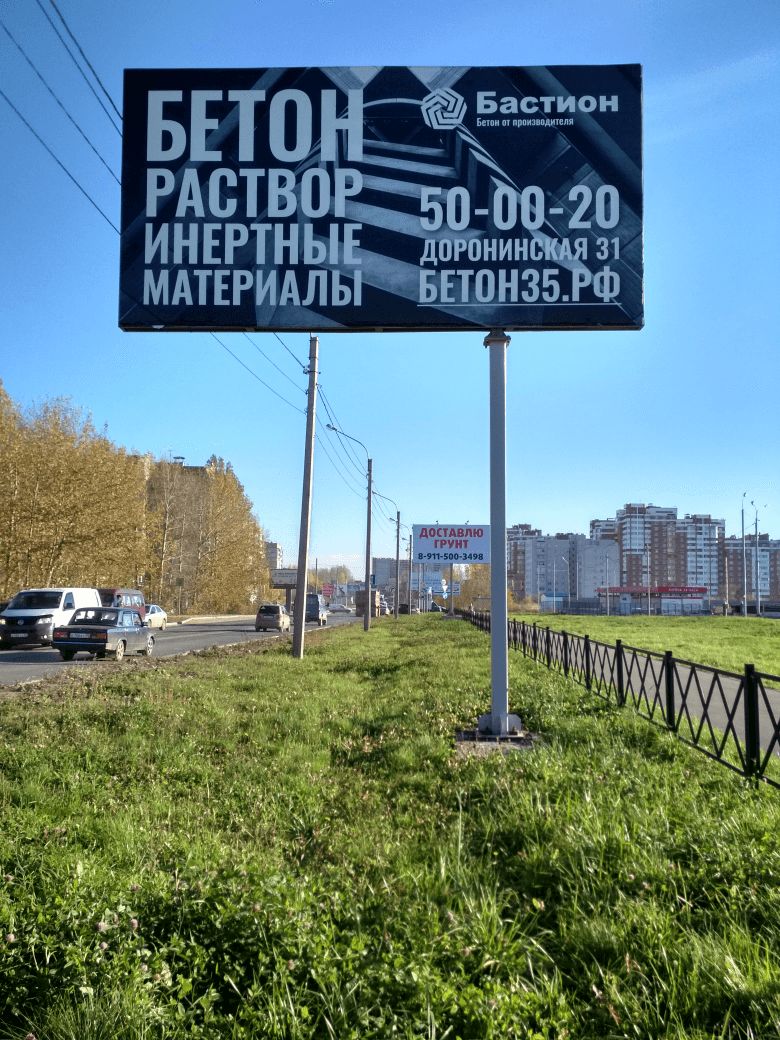 БЕТОН
РАСТВОР
ИНЕРТНЫЕ
МАТЕРИАЛЫ
Бастион
Бетон от производителя
50-00-20
ДОРОНИНСКАЯ 31
БЕТОН35.РФ
ДОСТАВЛЮ
ГРУНТ
8-911-500-3498